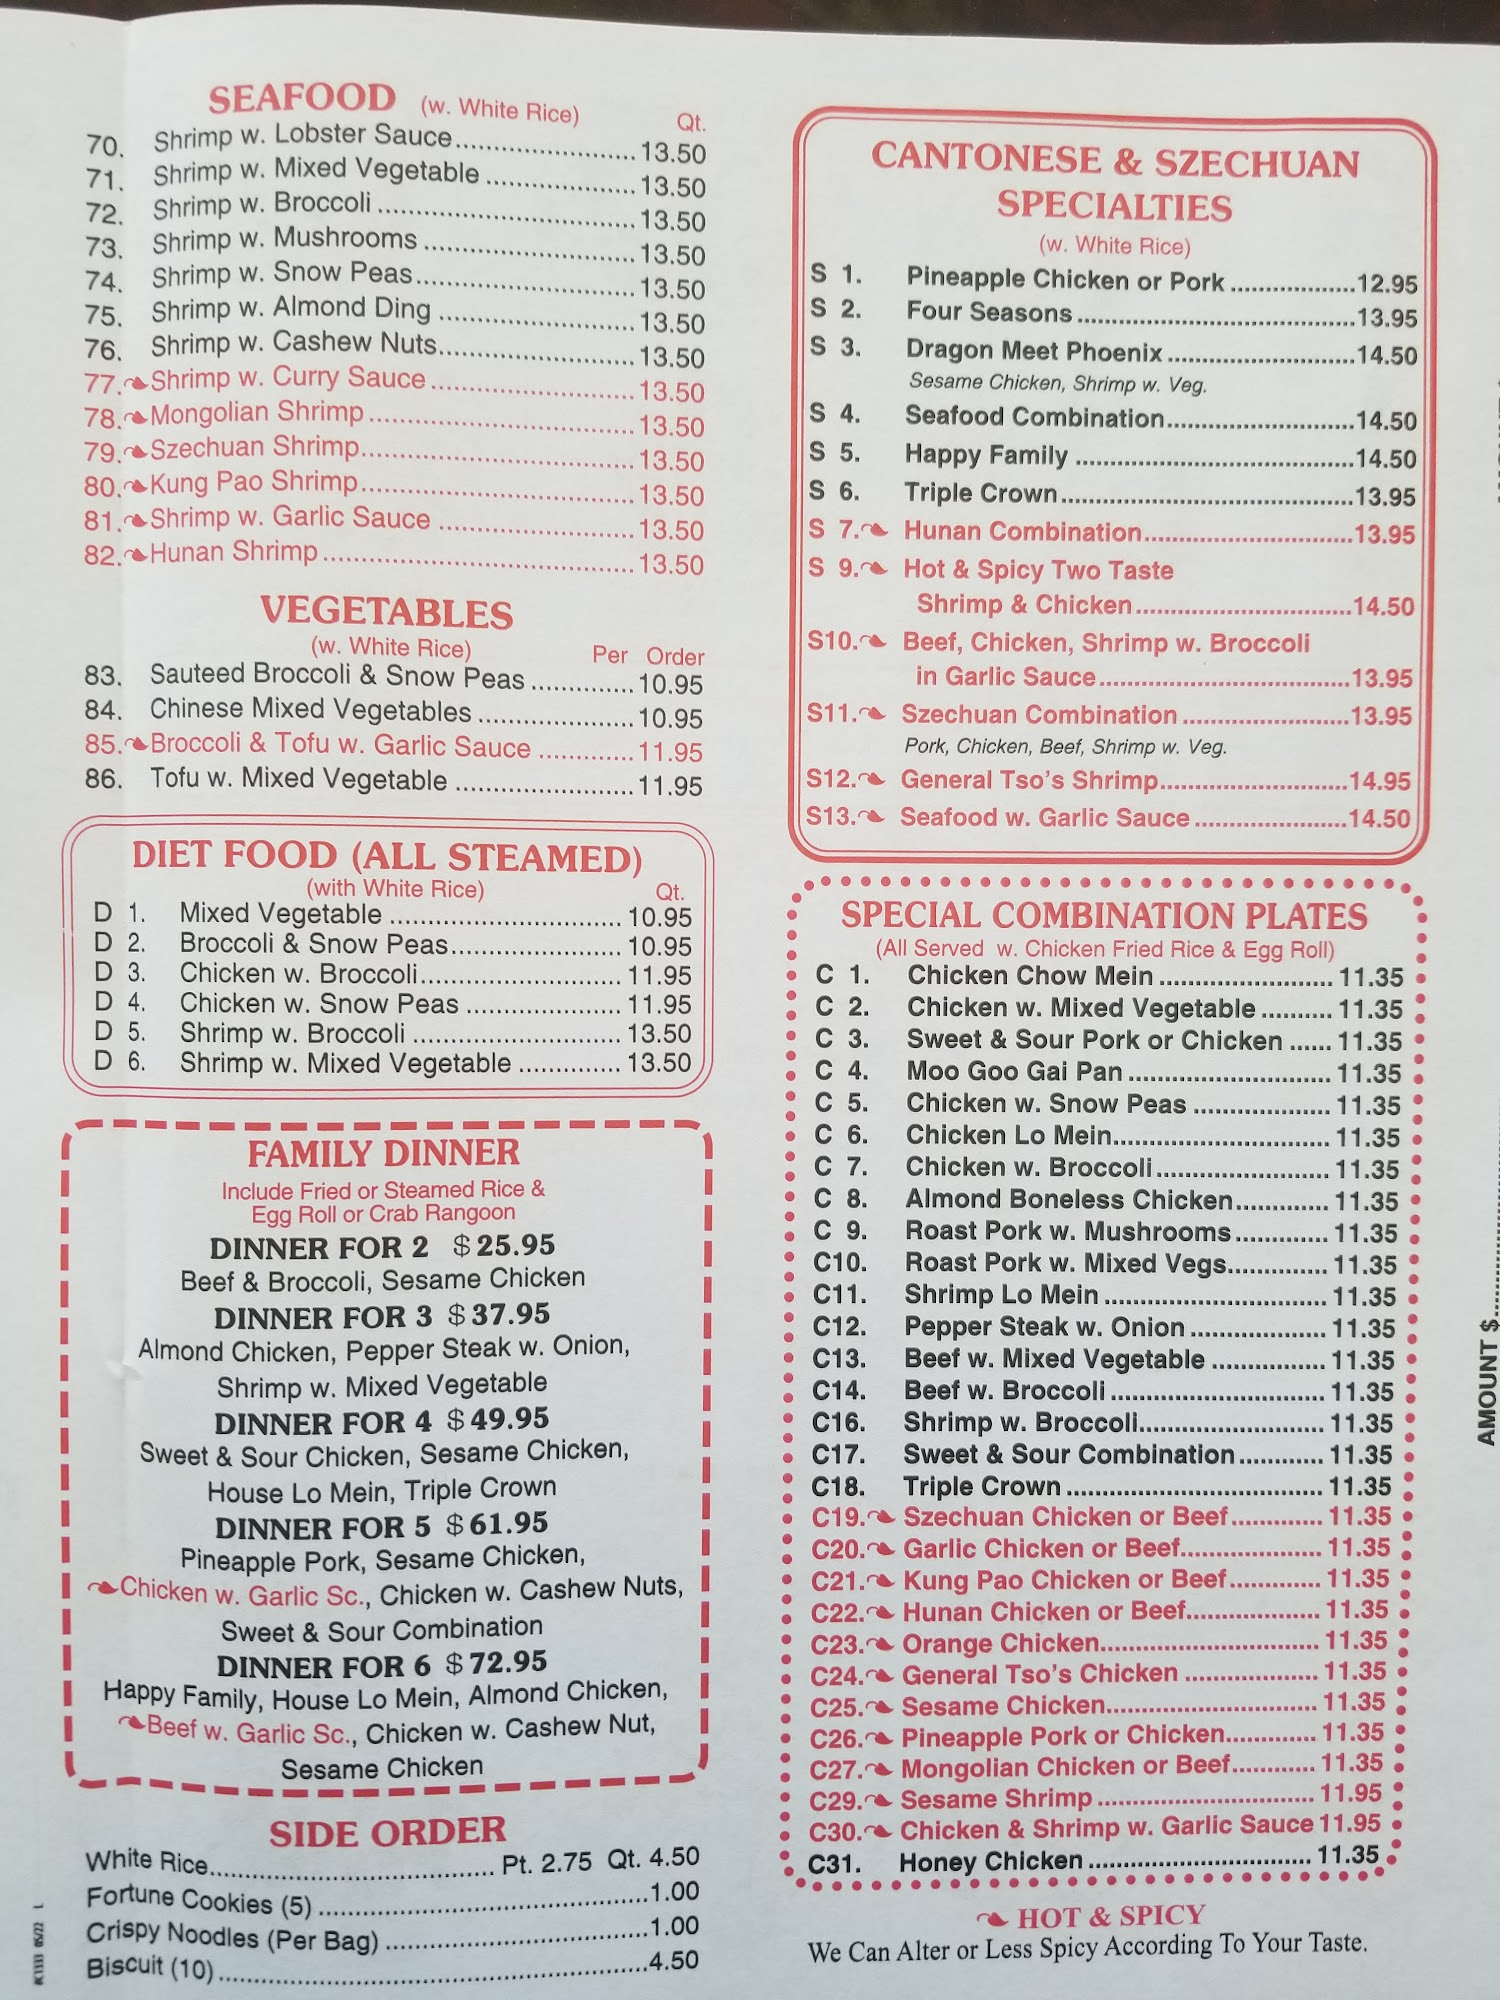 SEAFOOD (w. White Rice) Qt.
70. Shrimp w. Lobster Sauce.......................13.50
71. Shrimp w. Mixed Vegetable...................13.50
72. Shrimp w. Broccoli.................................13.50
73. Shrimp w. Mushrooms...........................13.50
74. Shrimp w. Snow Peas............................13.50
75. Shrimp w. Almond Ding.........................13.50
76. Shrimp w. Cashew Nuts.........................13.50
77. Shrimp w. Curry Sauce..........................13.50
78. Mongolian Shrimp..................................13.50
79. Szechuan Shrimp...................................13.50
80. Kung Pao Shrimp...................................13.50
81. Shrimp w. Garlic Sauce.........................13.50
82. Hunan Shrimp........................................13.50
VEGETABLES
(w. White Rice) Per Order
83. Sauteed Broccoli & Snow Peas.............10.95
84. Chinese Mixed Vegetables....................10.95
85. Broccoli & Tofu w. Garlic Sauce............11.95
86. Tofu w. Mixed Vegetable.......................11.95
DIET FOOD (ALL STEAMED)
(with White Rice) Qt.
D 1. Mixed Vegetable..............................10.95
D 2. Broccoli & Snow Peas......................10.95
D 3. Chicken w. Broccoli..........................11.95
D 4. Chicken w. Snow Peas....................11.95
D 5. Shrimp w. Broccoli...........................13.50
D 6. Shrimp w. Mixed Vegetable.............13.50
FAMILY DINNER
Include Fried or Steamed Rice &
Egg Roll or Crab Rangoon
DINNER FOR 2 $25.95
Beef & Broccoli, Sesame Chicken
DINNER FOR 3 $37.95
Almond Chicken, Pepper Steak w. Onion,
Shrimp w. Mixed Vegetable
DINNER FOR 4 $49.95
Sweet & Sour Chicken, Sesame Chicken,
House Lo Mein, Triple Crown
DINNER FOR 5 $61.95
Pineapple Pork, Sesame Chicken,
Chicken w. Garlic Sc., Chicken w. Cashew Nuts,
Sweet & Sour Combination
DINNER FOR 6 $72.95
Happy Family, House Lo Mein, Almond Chicken,
Beef w. Garlic Sc., Chicken w. Cashew Nut,
Sesame Chicken
SIDE ORDER
White Rice.....................................Pt. 2.75 Qt. 4.50
Fortune Cookies (5)...........................................1.00
Crispy Noodles (Per Bag)..................................1.00
Biscuit (10)........................................................4.50
CANTONESE & SZECHUAN
SPECIALTIES
(w. White Rice)
S 1. Pineapple Chicken or Pork..................12.95
S 2. Four Seasons.......................................13.95
S 3. Dragon Meet Phoenix..........................14.50
Sesame Chicken, Shrimp w. Veg.
S 4. Seafood Combination..........................14.50
S 5. Happy Family.......................................14.50
S 6. Triple Crown.........................................13.95
S 7. Hunan Combination.............................13.95
S 9. Hot & Spicy Two Taste
Shrimp & Chicken..............................14.50
S10. Beef, Chicken, Shrimp w. Broccoli
in Garlic Sauce...................................13.95
S11. Szechuan Combination.......................13.95
Pork, Chicken, Beef, Shrimp w. Veg.
S12. General Tso's Shrimp..........................14.95
S13. Seafood w. Garlic Sauce.....................14.50
SPECIAL COMBINATION PLATES
(All Served w. Chicken Fried Rice & Egg Roll)
C 1. Chicken Chow Mein.........................11.35
C 2. Chicken w. Mixed Vegetable..........11.35
C 3. Sweet & Sour Pork or Chicken......11.35
C 4. Moo Goo Gai Pan.............................11.35
C 5. Chicken w. Snow Peas...................11.35
C 6. Chicken Lo Mein..............................11.35
C 7. Chicken w. Broccoli........................11.35
C 8. Almond Boneless Chicken.............11.35
C 9. Roast Pork w. Mushrooms.............11.35
C10. Roast Pork w. Mixed Vegs..............11.35
C11. Shrimp Lo Mein...............................11.35
C12. Pepper Steak w. Onion...................11.35
C13. Beef w. Mixed Vegetable................11.35
C14. Beef w. Broccoli..............................11.35
C16. Shrimp w. Broccoli..........................11.35
C17. Sweet & Sour Combination............11.35
C18. Triple Crown....................................11.35
C19. Szechuan Chicken or Beef.............11.35
C20. Garlic Chicken or Beef....................11.35
C21. Kung Pao Chicken or Beef.............11.35
C22. Hunan Chicken or Beef...................11.35
C23. Orange Chicken...............................11.35
C24. General Tso's Chicken...................11.35
C25. Sesame Chicken..............................11.35
C26. Pineapple Pork or Chicken.............11.35
C27. Mongolian Chicken or Beef............11.35
C29. Sesame Shrimp...............................11.95
C30. Chicken & Shrimp w. Garlic Sauce 11.95
C31. Honey Chicken................................11.35
HOT & SPICY
We Can Alter or Less Spicy According To Your Taste.
AMOUNT $